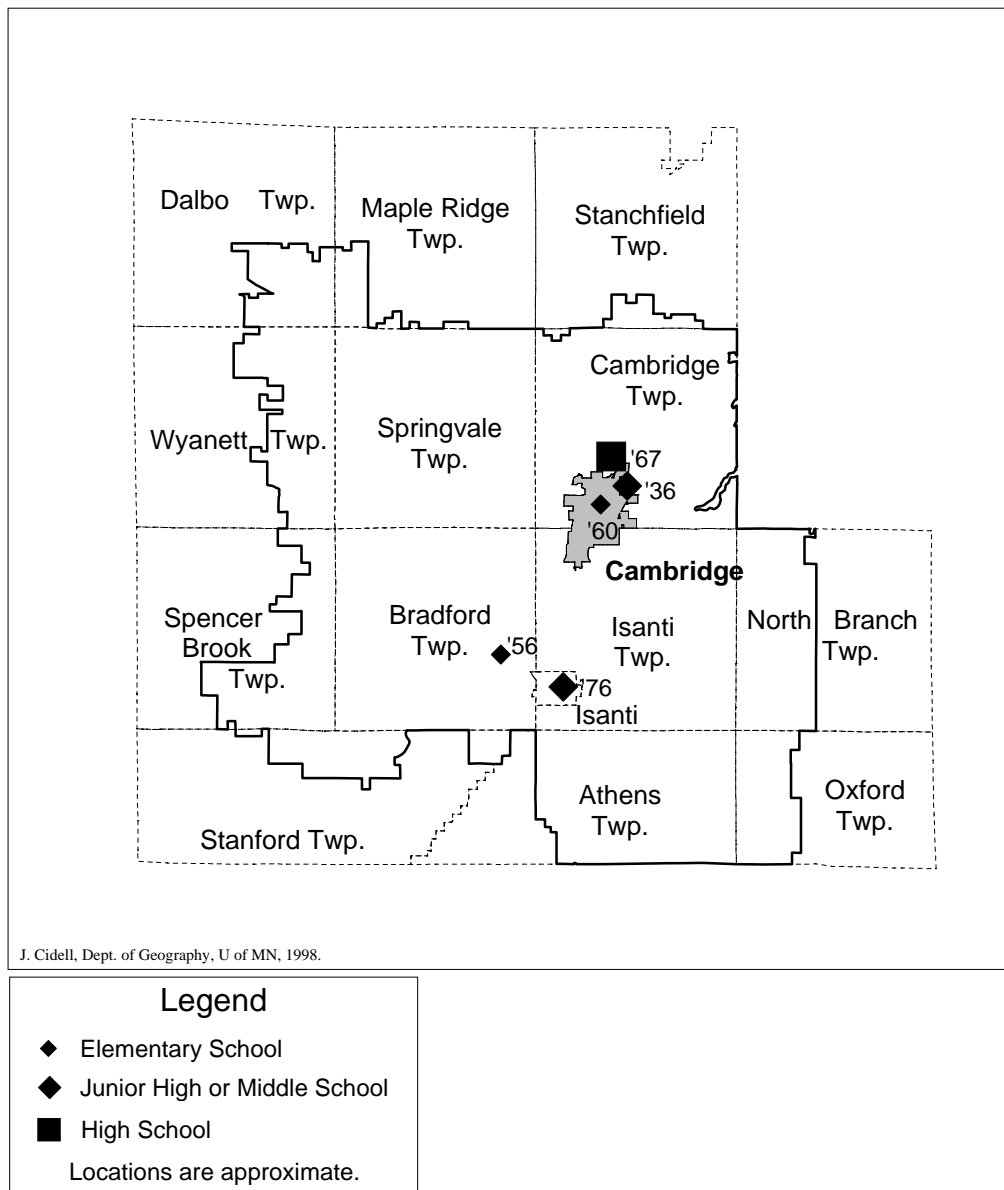 Dalbo Twp.
Maple Ridge
Twp.
Stanchfield
Twp.
Cambridge
Twp.
Springvale
Twp.
Wyanett Twp.
'67
'36
'60
Cambridge
Spencer
Brook
Twp.
Bradford
Twp.
'56
Isanti
Twp.
North Branch
Twp.
'76
Isanti
Stanford Twp.
Athens
Twp.
Oxford
Twp.
J. Cidell, Dept. of Geography, U of MN, 1998.
Legend
Elementary School
Junior High or Middle School
High School
Locations are approximate.